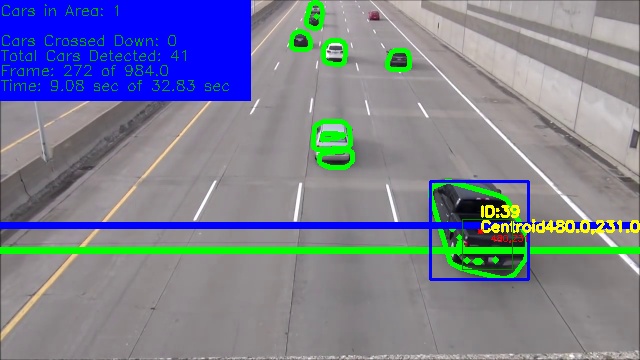 Cars in Area: 1
Cars Crossed Down: 0
Total Cars Detected: 41
Frame: 272 of 984.0
Time: 9.08 sec of 32.83 sec
ID:39
Centroid480.0,231.0